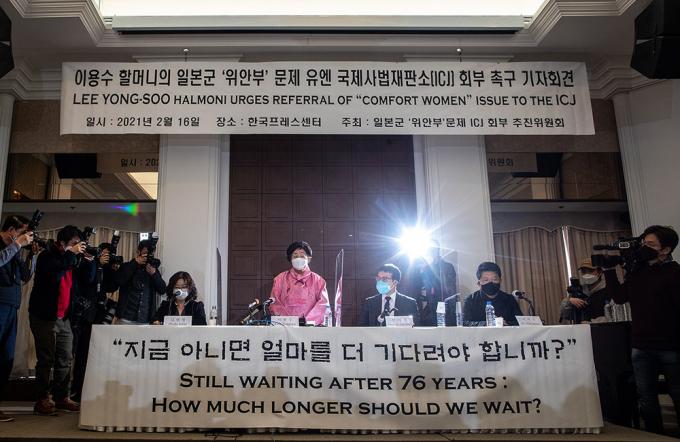 이용수 할머니의 일본군 ‘위안부’ 문제 유엔 국제사법재판소(ICJ) 회부 촉구 기자회견
LEE YONG-SOO HALMONI URGES REFERRAL OF "COMFORT WOMEN" ISSUE TO THE ICJ
일시 : 2021년 2월 16일 장소 : 한국프레스센터 주최 : 일본군 ‘위안부’문제 ICJ 회부 추진위원회
“지금 아니면 얼마를 더 기다려야 합니까?”
STILL WAITING AFTER 76 YEARS :
HOW MUCH LONGER SHOULD WE WAIT?